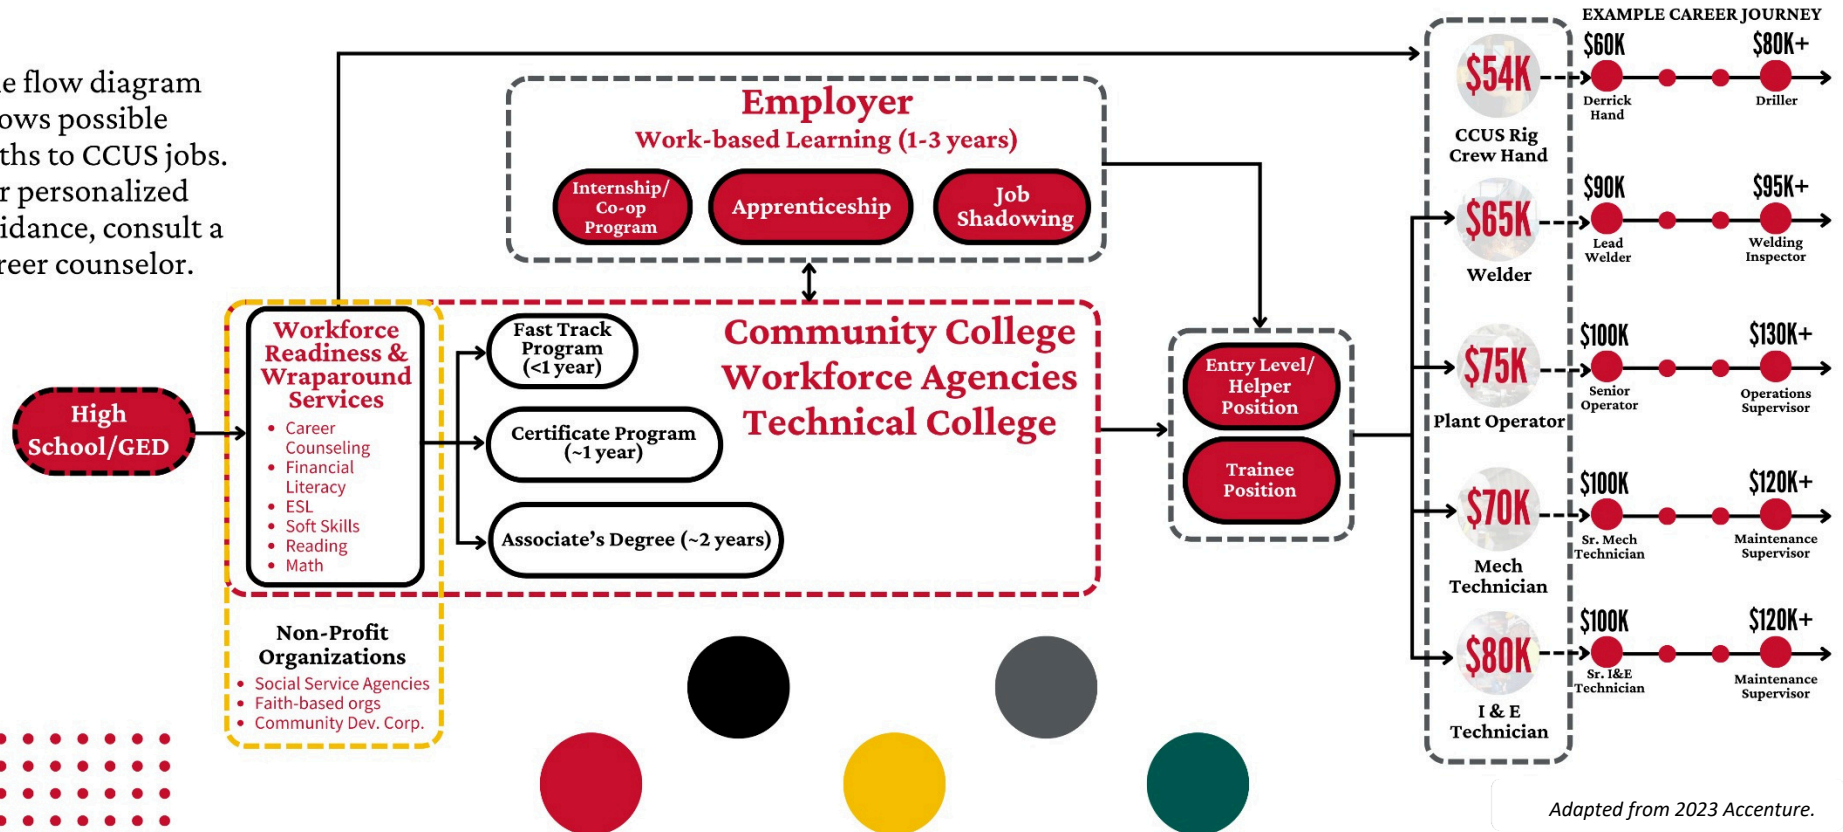 e flow diagram
ows possible
ths to CCUS jobs.
r personalized
idance, consult a
reer counselor.
High
School/GED
Workforce
Readiness &
Wraparound
Services
• Career
Counseling
• Financial
Literacy
• ESL
• Soft Skills
• Reading
• Math
Non-Profit
Organizations
• Social Service Agencies
• Faith-based orgs
• Community Dev. Corp.
Employer
Work-based Learning (1-3 years)
Internship/
Co-op
Program
Apprenticeship
Job
Shadowing
Fast Track
Program
(<1 year)
Certificate Program
(~1 year)
Associate's Degree (~2 years)
Community College
Workforce Agencies
Technical College
Entry Level/
Helper
Position
Trainee
Position
EXAMPLE CAREER JOURNEY
$54K
CCUS Rig
Crew Hand
$60K
Derrick
Hand
$80K+
Driller
$65K
Welder
$90K
Lead
Welder
$95K+
Welding
Inspector
$75K
Plant Operator
$100K
Senior
Operator
$130K+
Operations
Supervisor
$70K
Mech
Technician
$100K
Sr. Mech
Technician
$120K+
Maintenance
Supervisor
$80K
I & E
Technician
$100K
Sr. I&E
Technician
$120K+
Maintenance
Supervisor
Adapted from 2023 Accenture.